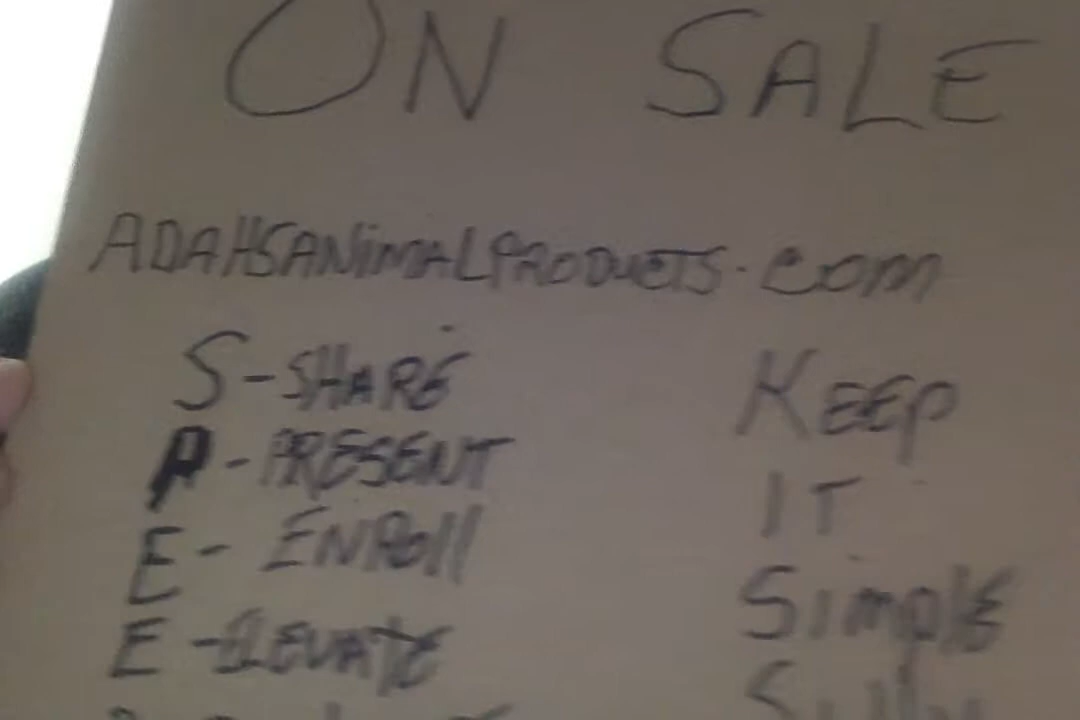 ON SALE
ADAHSANimALPRODUCTS.com
S-SHARE
P-PRESENT
E-ENROll
E-ELEVATE
KEEP
IT
SimplE